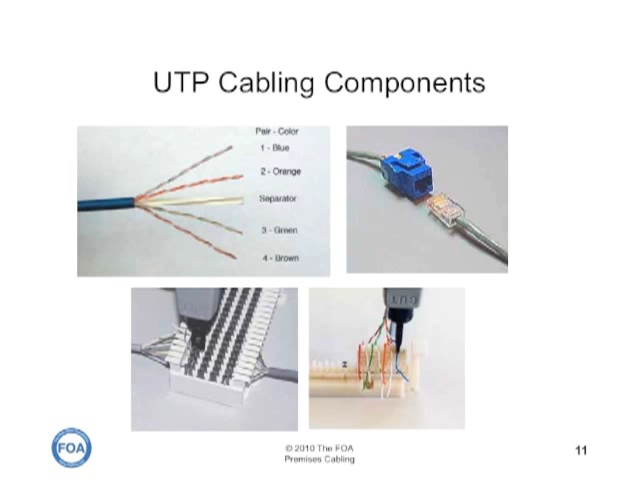 UTP Cabling Components
Pair - Color
1 - Blue
2 - Orange
Separator
3 - Green
4 - Brown
CUT
FOA
© 2010 The FOA
Premises Cabling
11